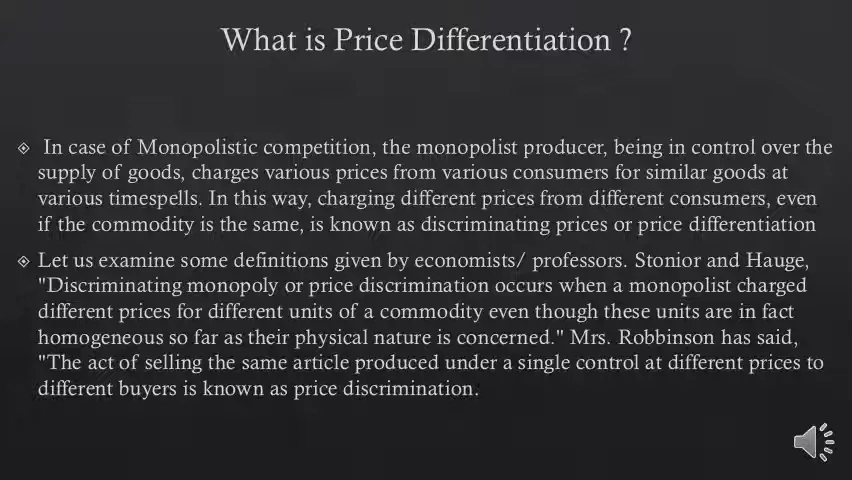 What is Price Differentiation ?
In case of Monopolistic competition, the monopolist producer, being in control over the
supply of goods, charges various prices from various consumers for similar goods at
various timespells. In this way, charging different prices from different consumers, even
if the commodity is the same, is known as discriminating prices or price differentiation
Let us examine some definitions given by economists/ professors. Stonior and Hauge,
"Discriminating monopoly or price discrimination occurs when a monopolist charged
different prices for different units of a commodity even though these units are in fact
homogeneous so far as their physical nature is concerned." Mrs. Robbinson has said,
"The act of selling the same article produced under a single control at different prices to
different buyers is known as price discrimination.